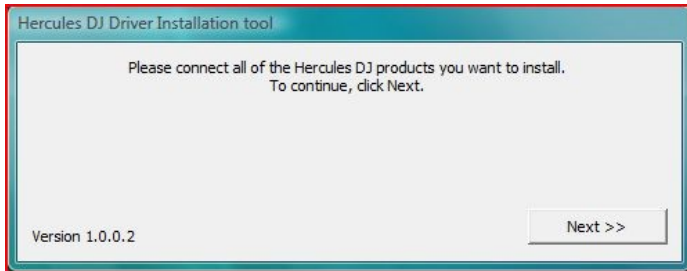 Hercules DJ Driver Installation tool
Please connect all of the Hercules DJ products you want to install.
To continue, click Next.
Version 1.0.0.2
Next >>